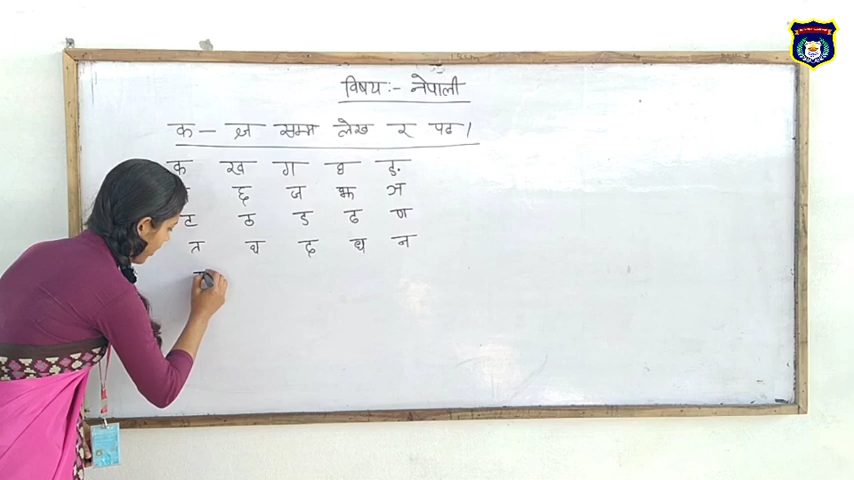 विषय:- नेपाली
क - ज्ञ सम्म लेख र पढ।
क ख ग घ ङ
छ ज झ ञ
ट ठ ड ढ ण
त थ द ध न